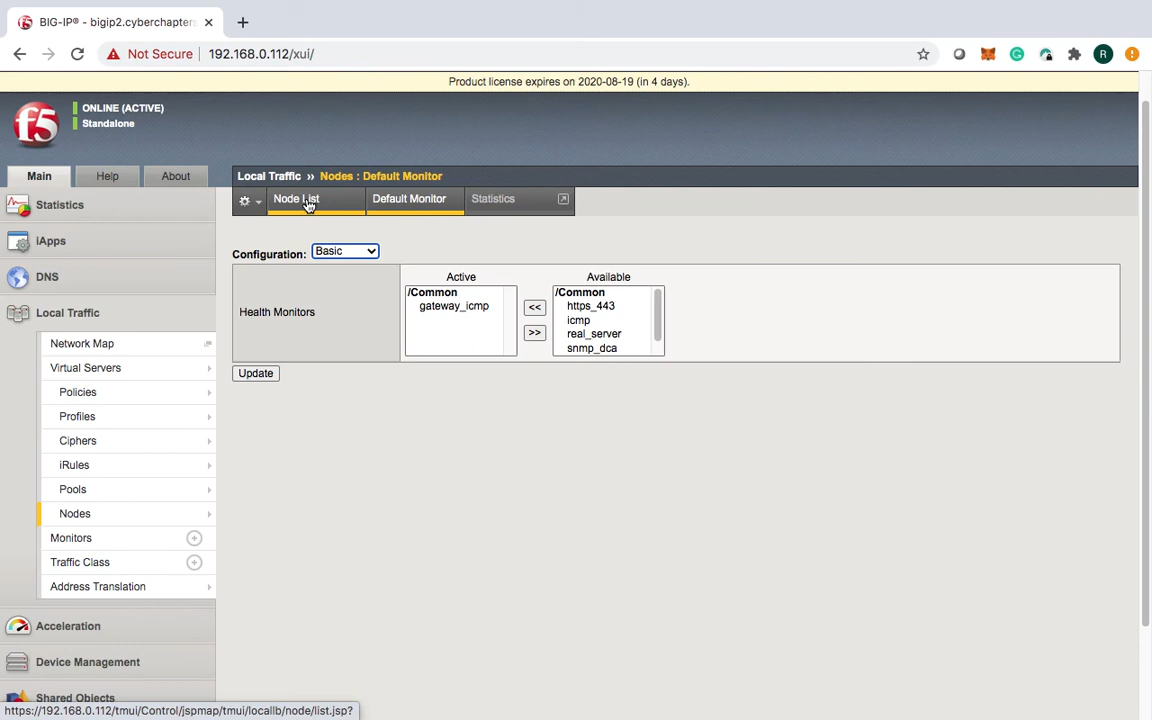 BIG-IP® - bigip2.cyberchapters
Not Secure
192.168.0.112/xui/
R
Product license expires on 2020-08-19 (in 4 days).
f5
ONLINE (ACTIVE)
Standalone
Main
Help
About
Local Traffic ›› Nodes : Default Monitor
Node List
Default Monitor
Statistics
Statistics
iApps
DNS
Local Traffic
Network Map
Virtual Servers
Policies
Profiles
Ciphers
iRules
Pools
Nodes
Monitors
Traffic Class
Address Translation
Acceleration
Device Management
Shared Objects
Configuration: Basic
Health Monitors
Active
/Common
gateway_icmp
<<
>>
Available
/Common
https_443
icmp
real_server
snmp_dca
Update
https://192.168.0.112/tmui/Control/jspmap/tmui/locallb/node/list.jsp?